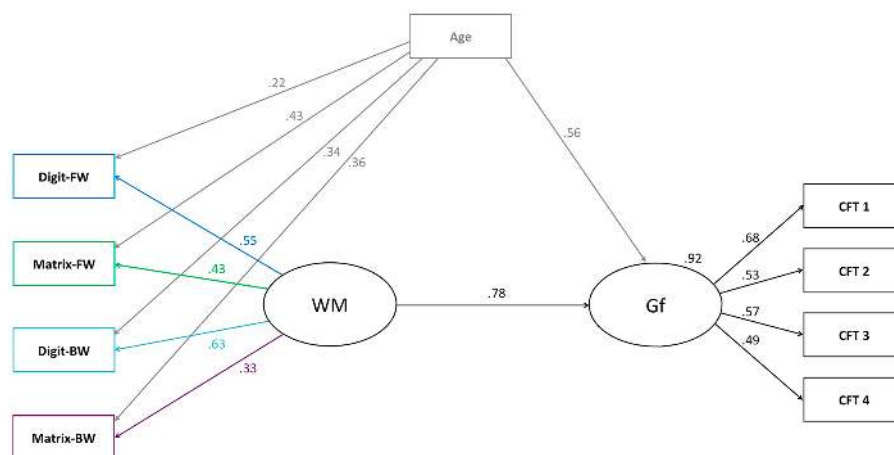 Age
.22
.43
.34
.36
.56
Digit-FW
Matrix-FW
Digit-BW
Matrix-BW
.55
.43
.63
.33
WM
.78
.92
Gf
.68
.53
.57
.49
CFT 1
CFT 2
CFT 3
CFT 4